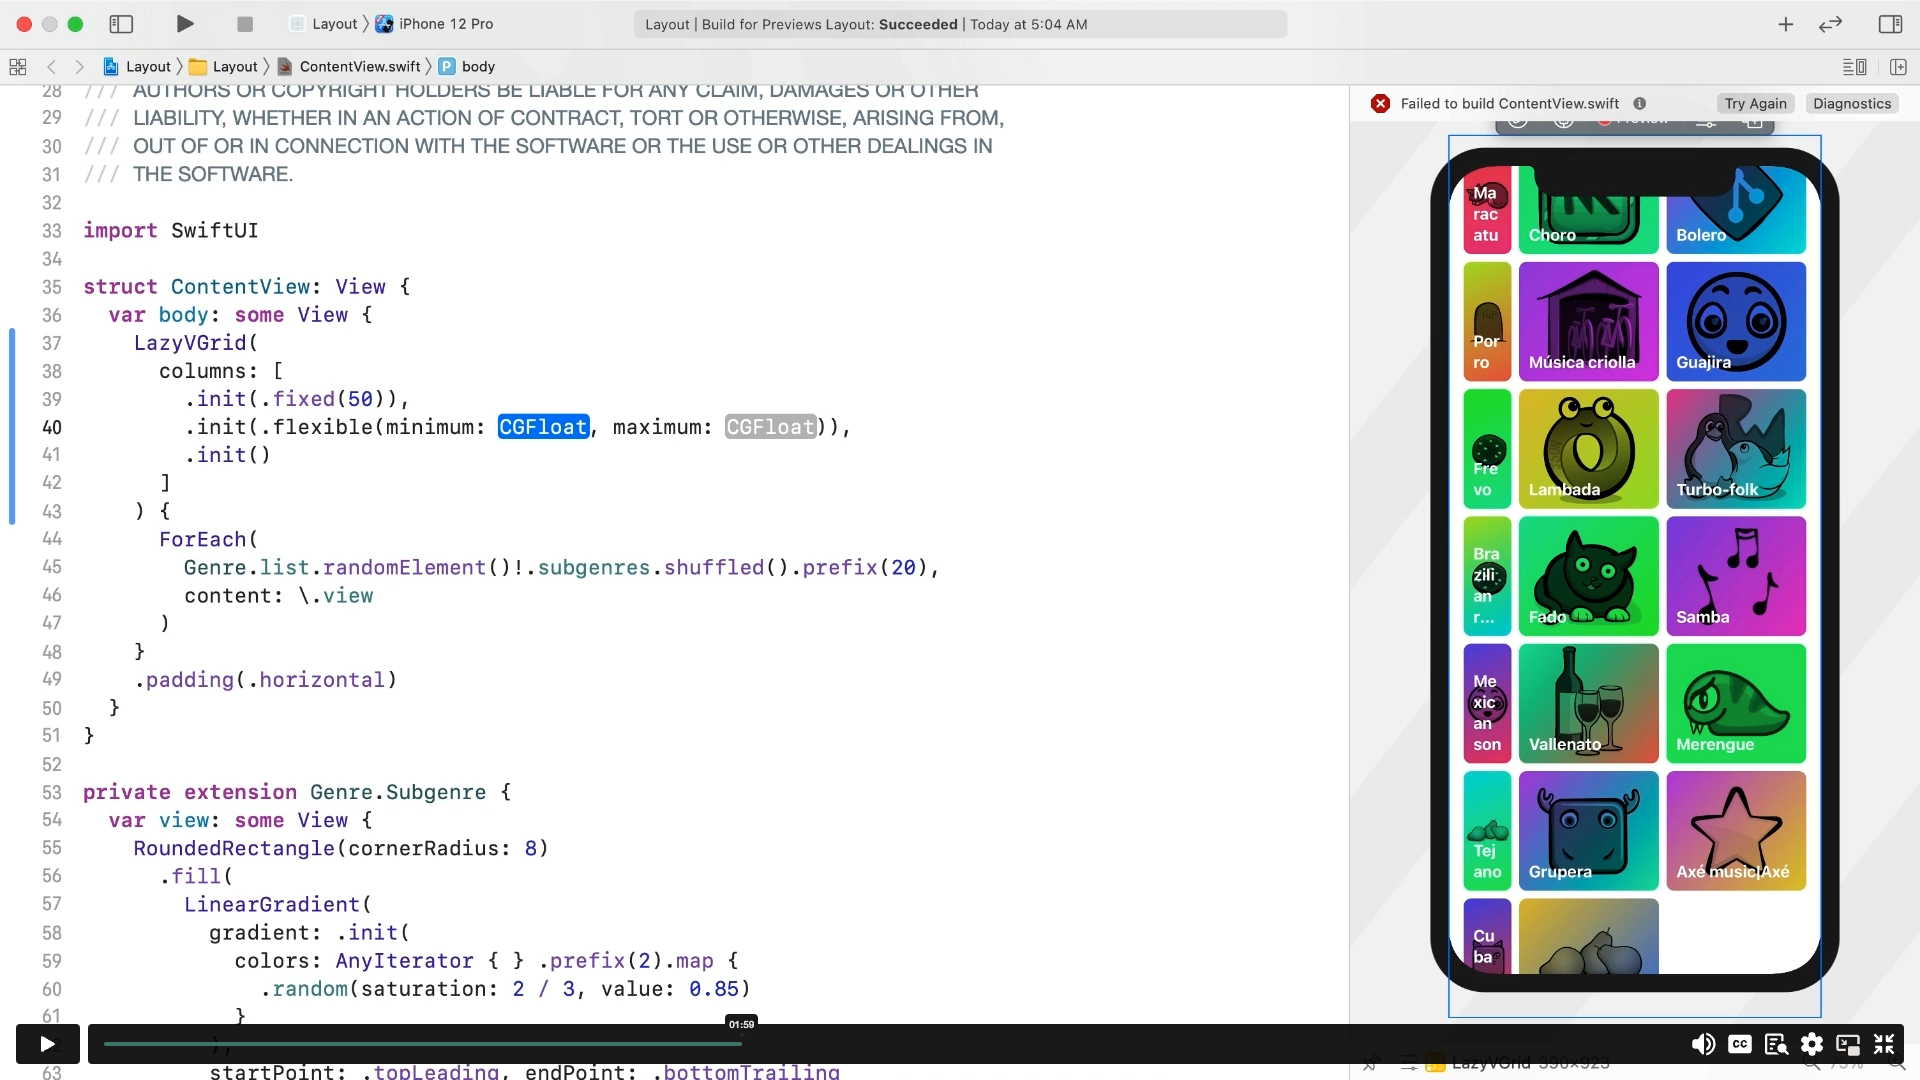 Layout iPhone 12 Pro
Layout | Build for Previews Layout: Succeeded | Today at 5:04 AM
Layout Layout ContentView.swift P body
28 /// AUTHORS OR COPYRIGHT HOLDERS BE LIABLE FOR ANY CLAIM, DAMAGES OR OTHER
29 /// LIABILITY, WHETHER IN AN ACTION OF CONTRACT, TORT OR OTHERWISE, ARISING FROM,
30 /// OUT OF OR IN CONNECTION WITH THE SOFTWARE OR THE USE OR OTHER DEALINGS IN
31 /// THE SOFTWARE.
32
33 import SwiftUI
34
35 struct ContentView: View {
36 var body: some View {
37 LazyVGrid(
38 columns: [
39 .init(.fixed(50)),
40 .init(.flexible(minimum: CGFloat, maximum: CGFloat)),
41 .init()
42 ]
43 ) {
44 ForEach(
45 Genre.list.randomElement()!.subgenres.shuffled().prefix(20),
46 content: \.view
47 )
48 }
49 .padding(.horizontal)
50 }
51 }
52
53 private extension Genre.Subgenre {
54 var view: some View {
55 RoundedRectangle(cornerRadius: 8)
56 .fill(
57 LinearGradient(
58 gradient: .init(
59 colors: AnyIterator { } .prefix(2).map {
60 .random(saturation: 2 / 3, value: 0.85)
61 }
),
63 startPoint: .topLeading, endPoint: .bottomTrailing
01:59
Failed to build ContentView.swift Try Again Diagnostics
Preview
Ma
rac
atu
Choro
Bolero
Por
ro
RIP
Música criolla
Guajira
Fre
vo
Lambada
Turbo-folk
Bra
zili
an
r...
Fado
Samba
Me
xic
an
son
Vallenato
Merengue
Tej
ano
Grupera
Axé music|Axé
Cu
ba
CC
LazyVGrid 390×923
75%